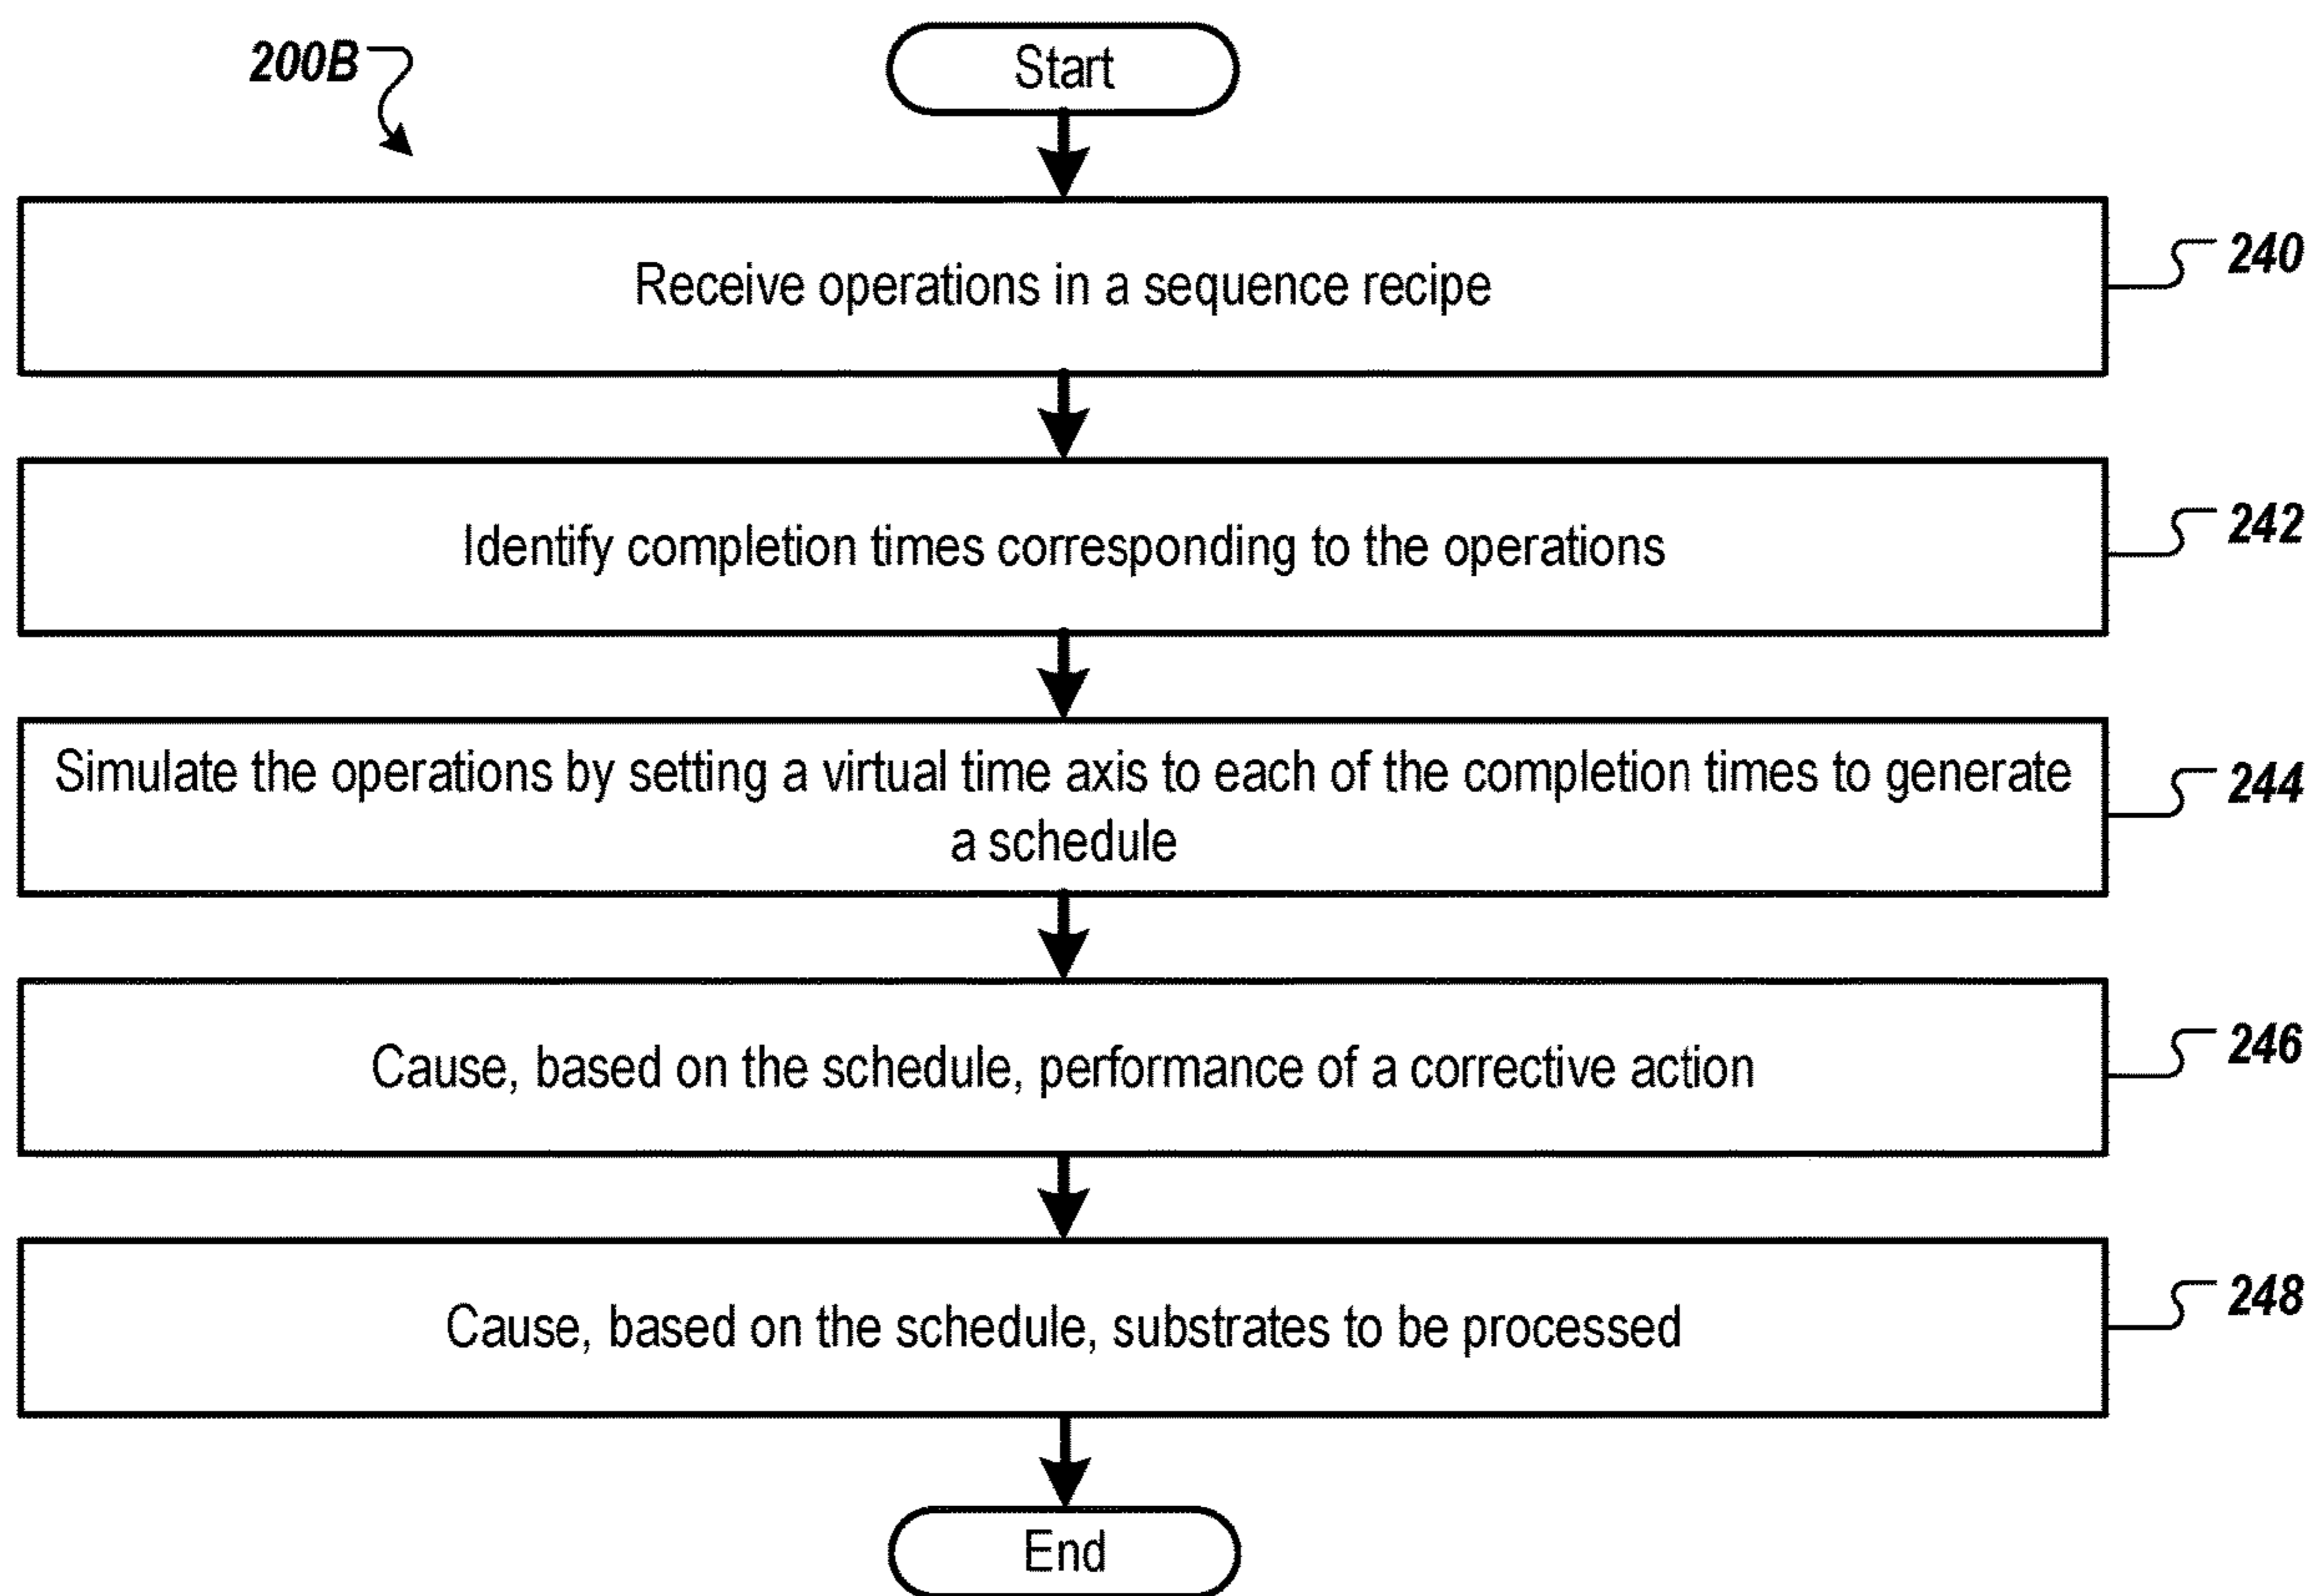 200B
Start
Receive operations in a sequence recipe
240
Identify completion times corresponding to the operations
242
Simulate the operations by setting a virtual time axis to each of the completion times to generate
a schedule
244
Cause, based on the schedule, performance of a corrective action
246
Cause, based on the schedule, substrates to be processed
248
End